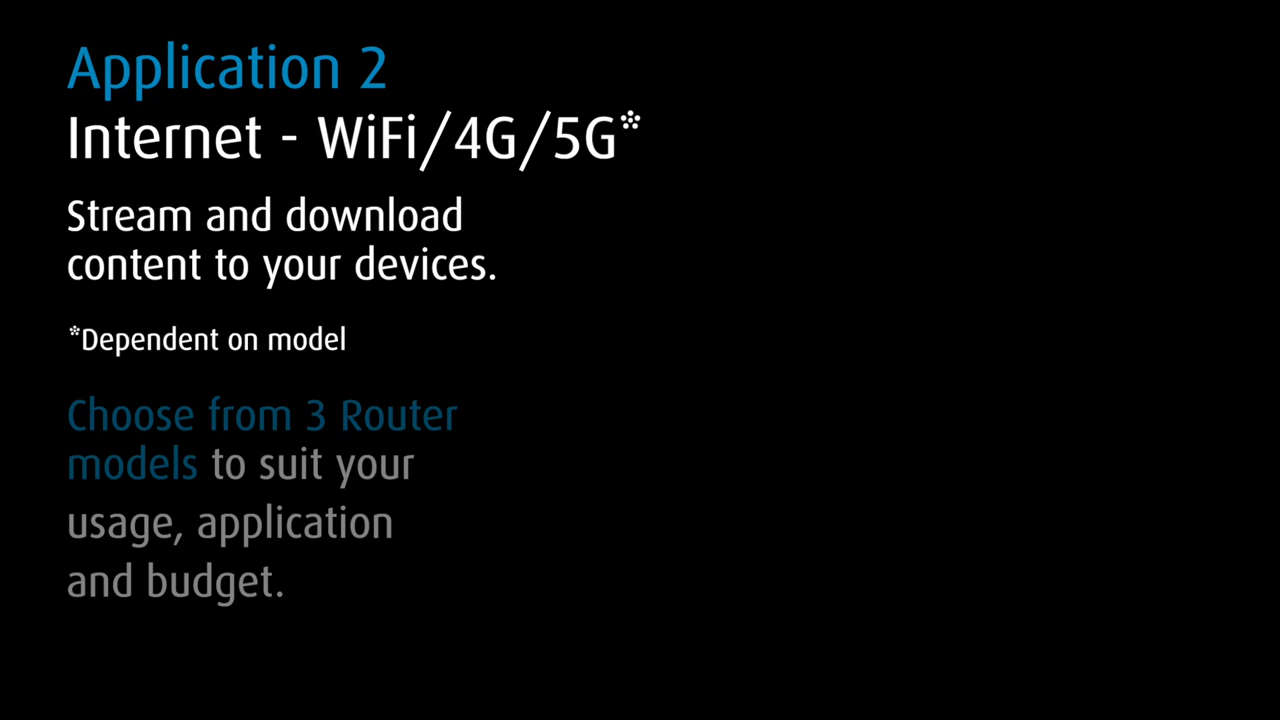 Application 2
Internet - WiFi/4G/5G*
Stream and download
content to your devices.
*Dependent on model
Choose from 3 Router
models to suit your
usage, application
and budget.